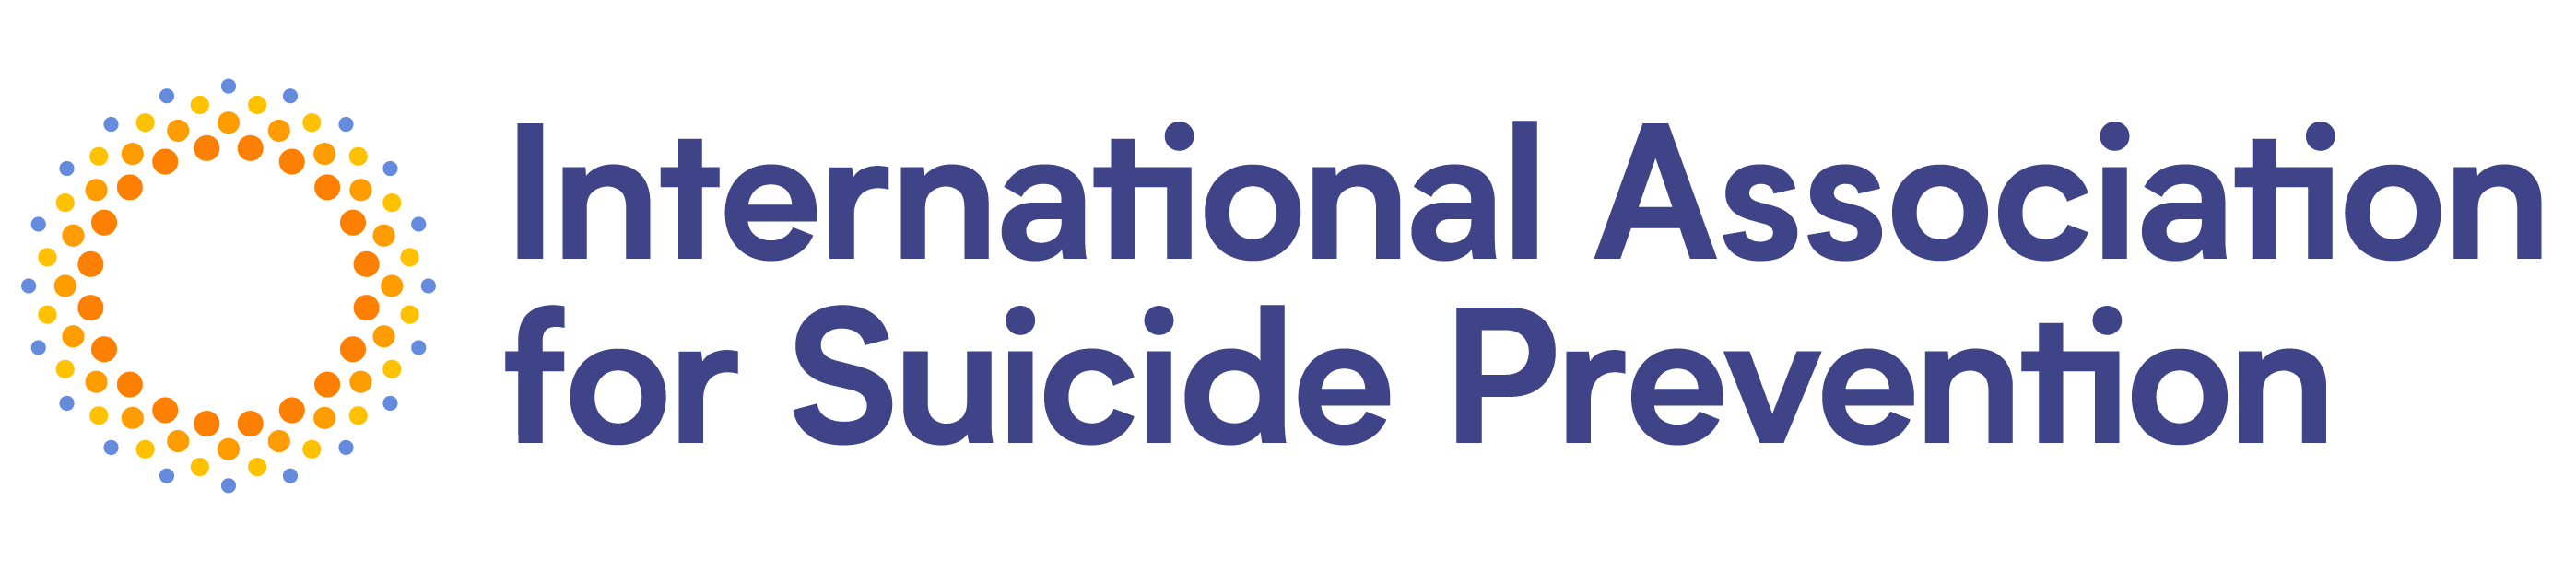 International Association
for Suicide Prevention